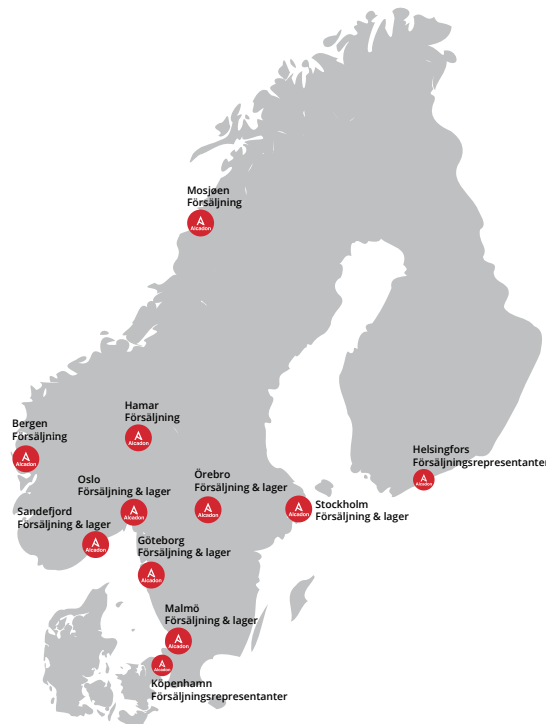 Mosjøen
Försäljning
Alcadon
Hamar
Försäljning
Alcadon
Bergen
Försäljning
Alcadon
Helsingfors
Försäljningsrepresentanter
Alcadon
Oslo
Försäljning & lager
Alcadon
Örebro
Försäljning & lager
Alcadon
Stockholm
Försäljning & lager
Alcadon
Sandefjord
Försäljning & lager
Alcadon
Göteborg
Försäljning & lager
Alcadon
Malmö
Försäljning & lager
Alcadon
Köpenhamn
Försäljningsrepresentanter
Alcadon